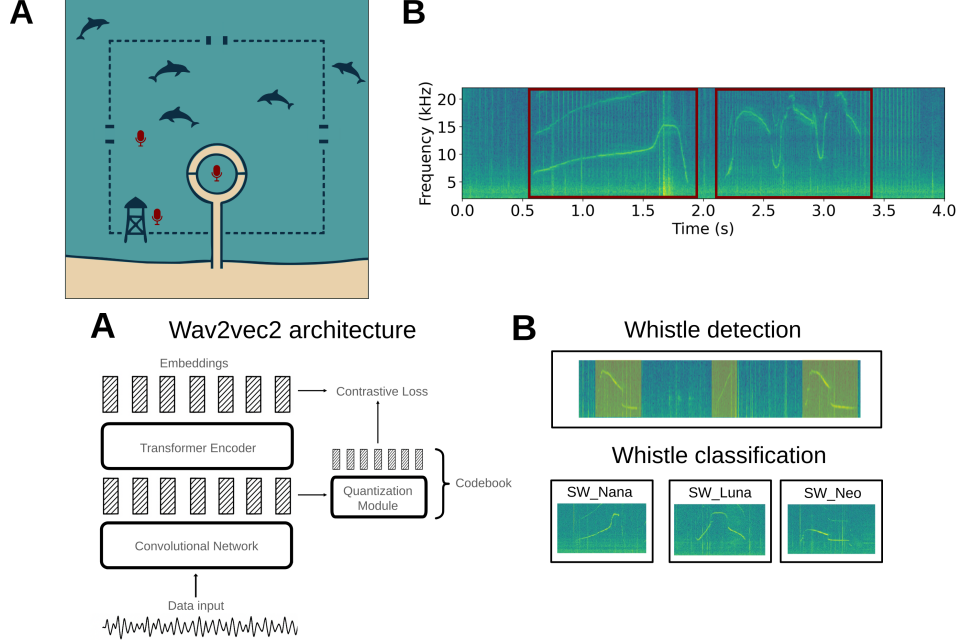 A
B
Frequency (kHz)
20
15
10
5
0.0 0.5 1.0 1.5 2.0 2.5 3.0 3.5 4.0
Time (s)
A
Wav2vec2 architecture
Embeddings
Contrastive Loss
Transformer Encoder
Quantization
Module
Codebook
Convolutional Network
Data input
B
Whistle detection
Whistle classification
SW_Nana
SW_Luna
SW_Neo